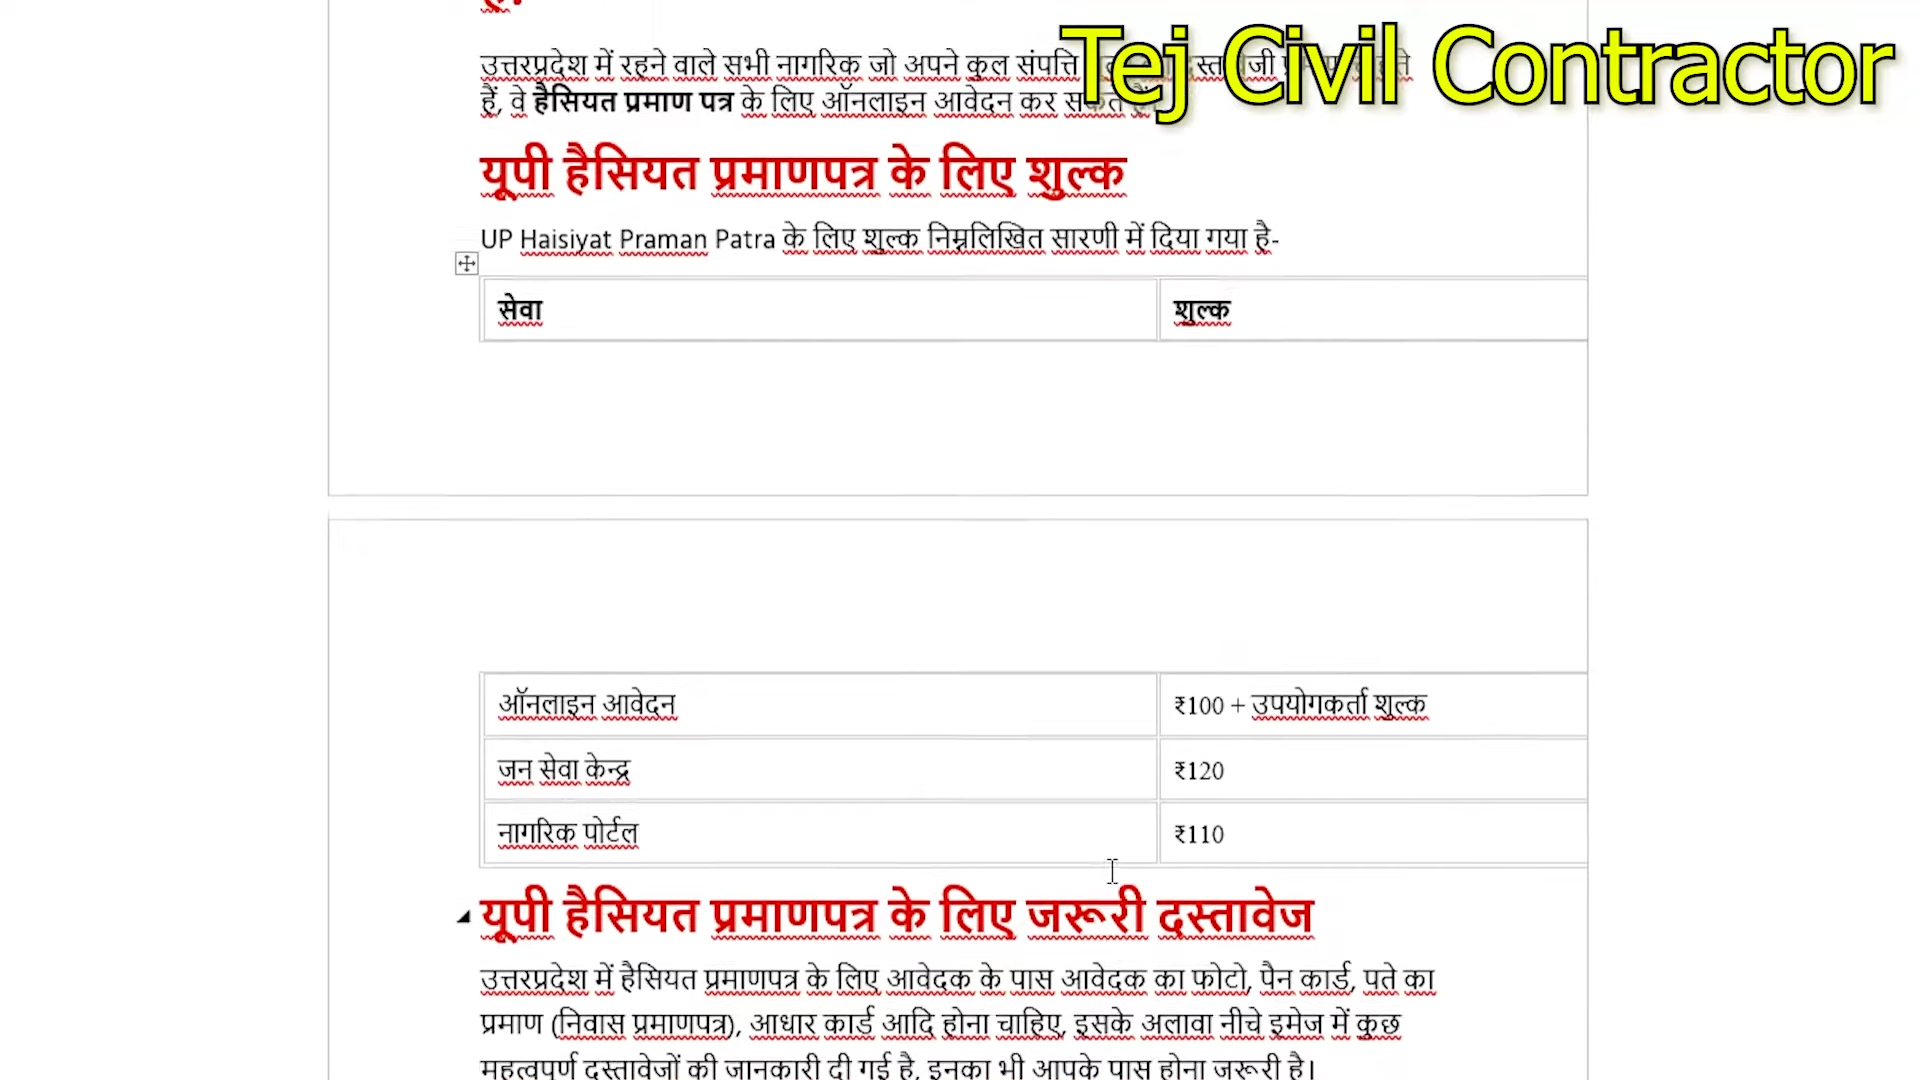 Tej Civil Contractor
उत्तरप्रदेश में रहने वाले सभी नागरिक जो अपने कुल संपत्ति
हैं, वे हैसियत प्रमाण पत्र के लिए ऑनलाइन आवेदन कर सकते हैं
यूपी हैसियत प्रमाणपत्र के लिए शुल्क
UP Haisiyat Praman Patra के लिए शुल्क निम्नलिखित सारणी में दिया गया है-
सेवा शुल्क
ऑनलाइन आवेदन ₹100 + उपयोगकर्ता शुल्क
जन सेवा केन्द्र ₹120
नागरिक पोर्टल ₹110
यूपी हैसियत प्रमाणपत्र के लिए जरूरी दस्तावेज
उत्तरप्रदेश में हैसियत प्रमाणपत्र के लिए आवेदक के पास आवेदक का फोटो, पैन कार्ड, पते का
प्रमाण (निवास प्रमाणपत्र), आधार कार्ड आदि होना चाहिए, इसके अलावा नीचे इमेज में कुछ
महत्वपूर्ण दस्तावेजों की जानकारी दी गई है, इनका भी आपके पास होना जरूरी है।